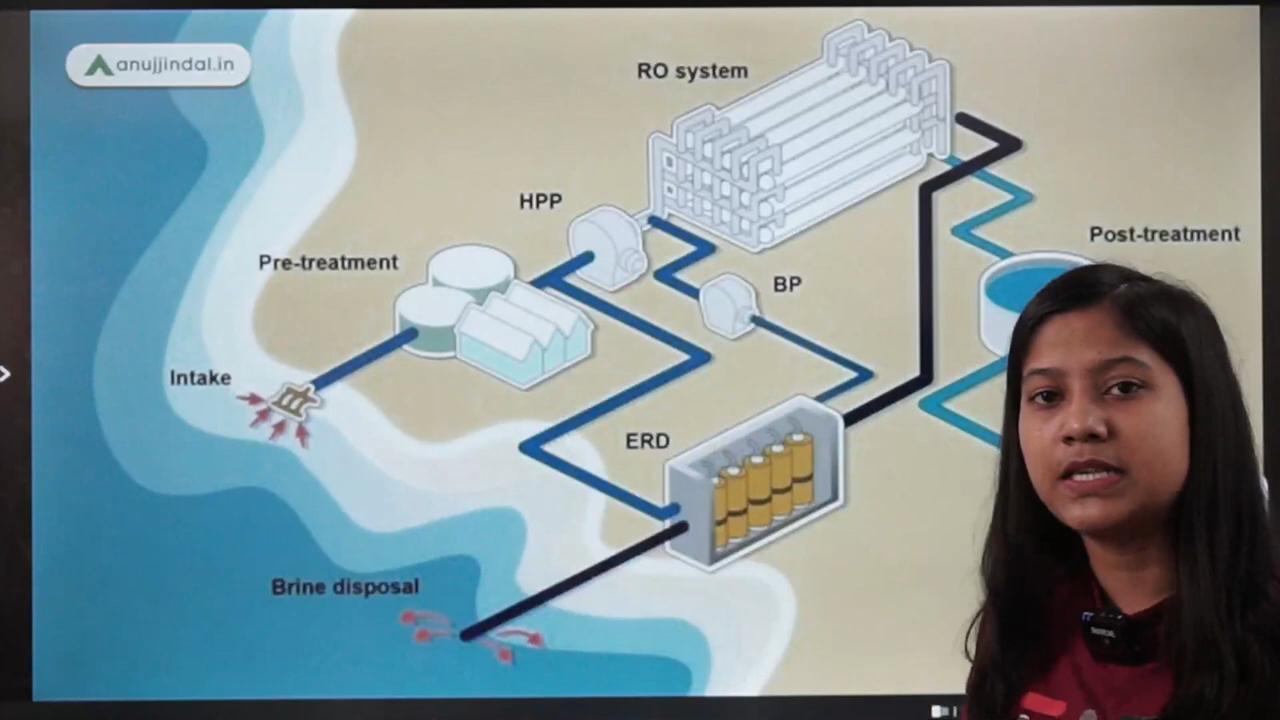 anujjindal.in
RO system
HPP
Post-treatment
Pre-treatment
BP
Intake
ERD
Brine disposal